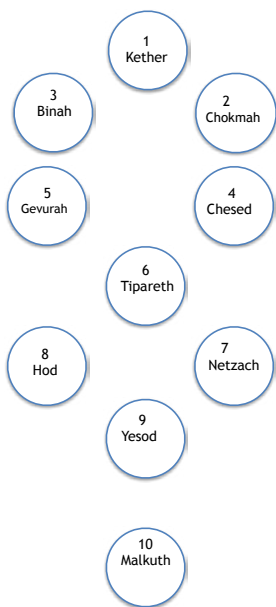 1
Kether
3
Binah
2
Chokmah
5
Gevurah
4
Chesed
6
Tipareth
8
Hod
7
Netzach
9
Yesod
10
Malkuth